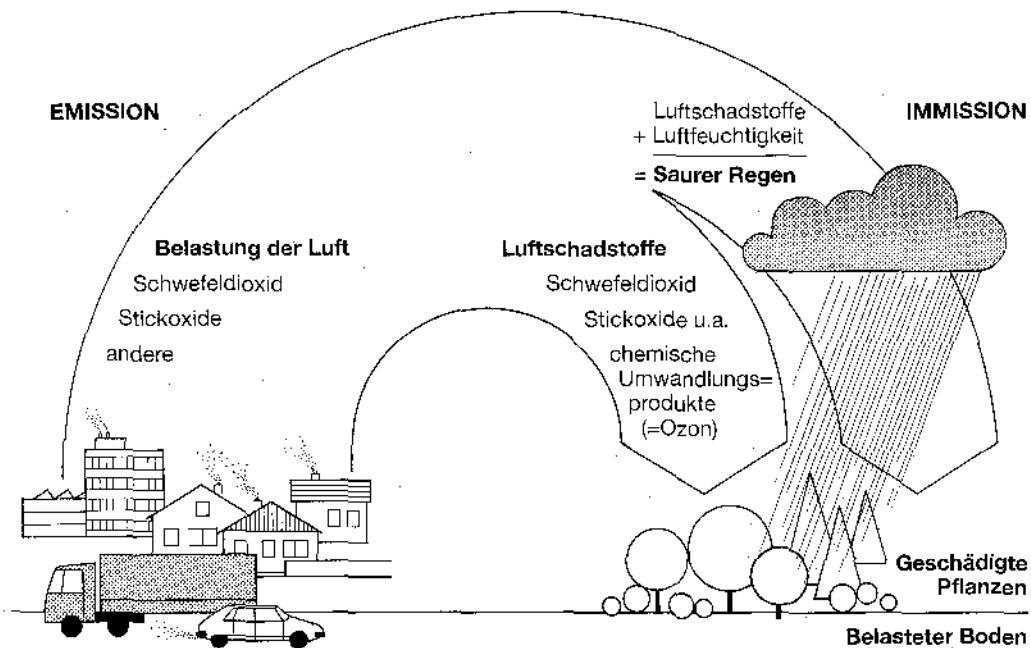 EMISSION
Luftschadstoffe
+ Luftfeuchtigkeit
= Saurer Regen
IMMISSION
Belastung der Luft
Schwefeldioxid
Stickoxide
andere
Luftschadstoffe
Schwefeldioxid
Stickoxide u.a.
chemische
Umwandlungs=
produkte
(=Ozon)
Geschädigte
Pflanzen
Belasteter Boden